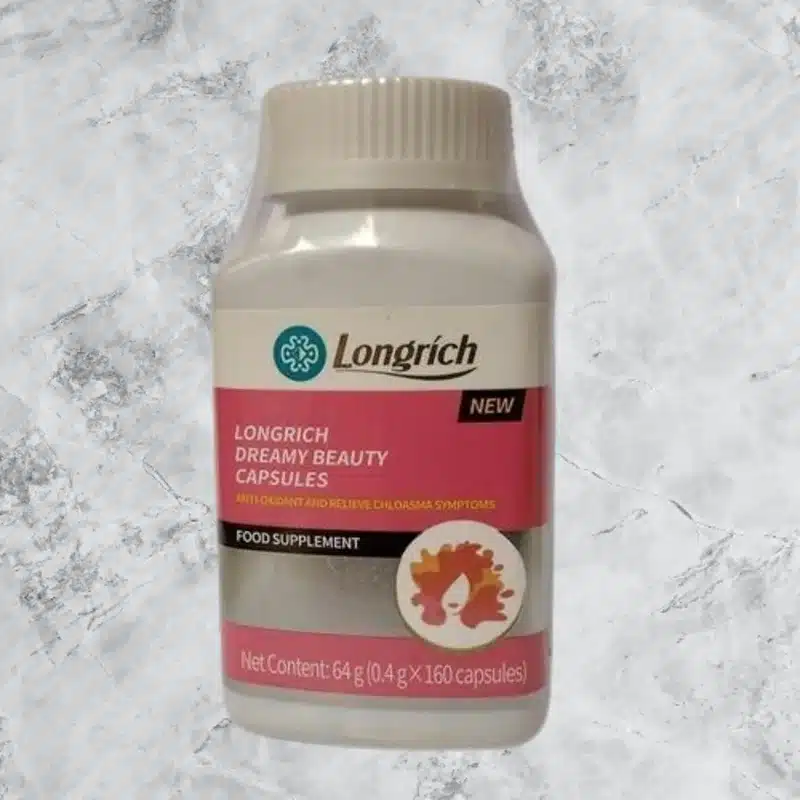 Longrích
NEW
LONGRICH
DREAMY BEAUTY
CAPSULES
ANTI-OXIDANT AND RELIEVE CHLOASMA SYMPTOMS
FOOD SUPPLEMENT
Net Content: 64 g (0.4 g×160 capsules)